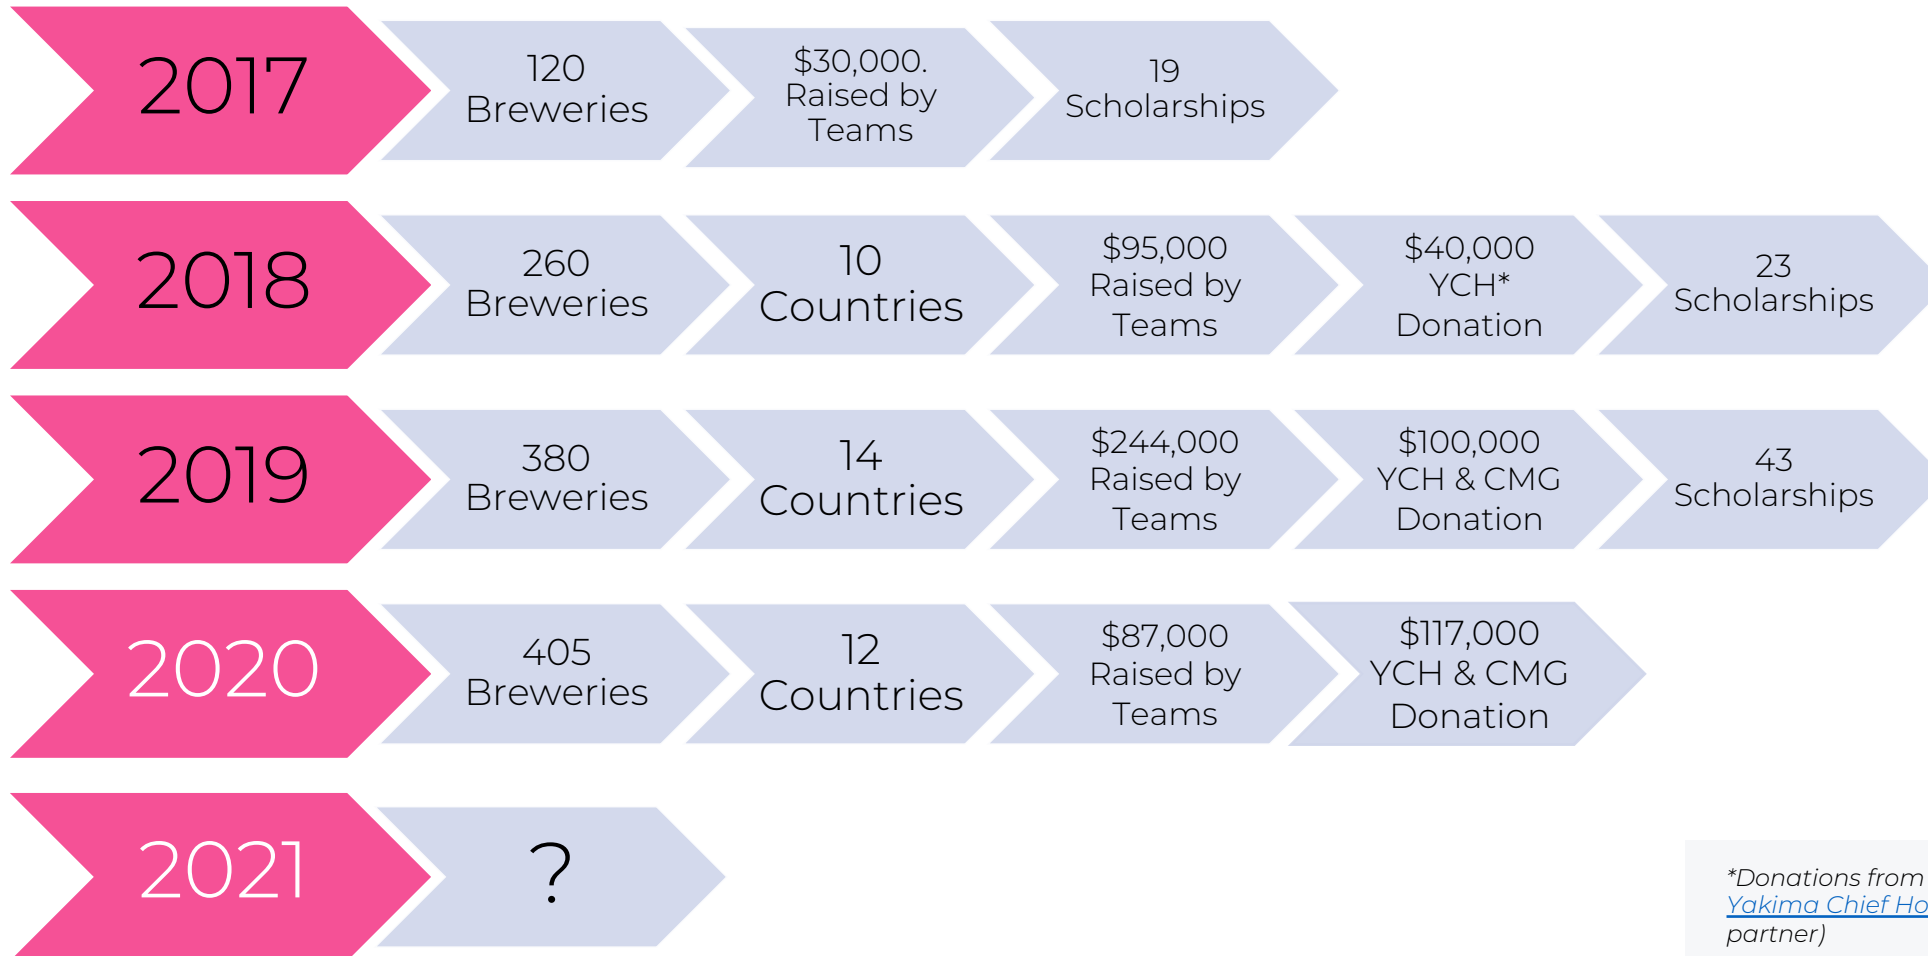 2017
120
Breweries
$30,000.
Raised by
Teams
19
Scholarships
2018
260
Breweries
10
Countries
$95,000
Raised by
Teams
$40,000
YCH*
Donation
23
Scholarships
2019
380
Breweries
14
Countries
$244,000
Raised by
Teams
$100,000
YCH & CMG
Donation
43
Scholarships
2020
405
Breweries
12
Countries
$87,000
Raised by
Teams
$117,000
YCH & CMG
Donation
2021
?
*Donations from
Yakima Chief
partner)